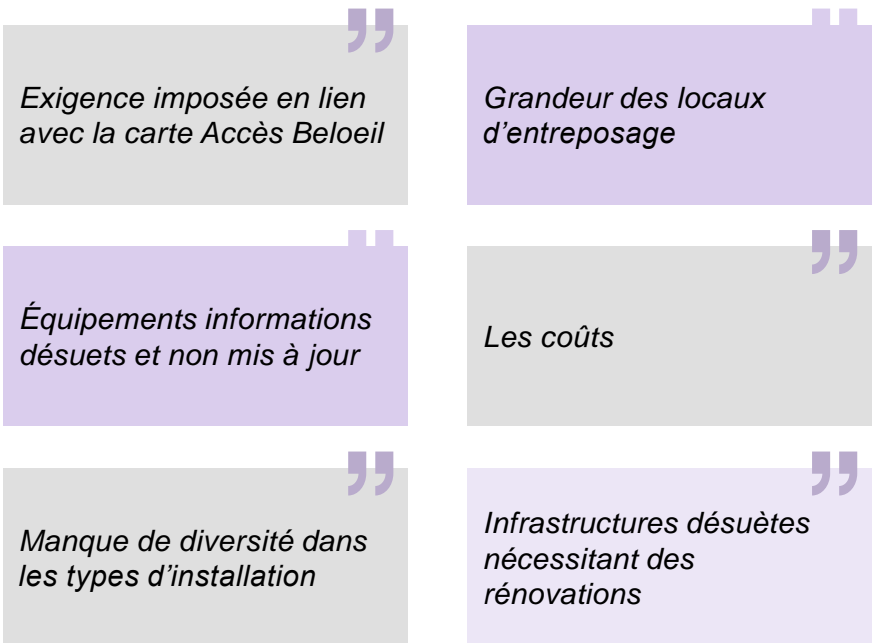 Exigence imposée en lien
avec la carte Accès Beloeil
Grandeur des locaux
d’entreposage
Équipements informations
désuets et non mis à jour
Les coûts
Manque de diversité dans
les types d’installation
Infrastructures désuètes
nécessitant des
rénovations